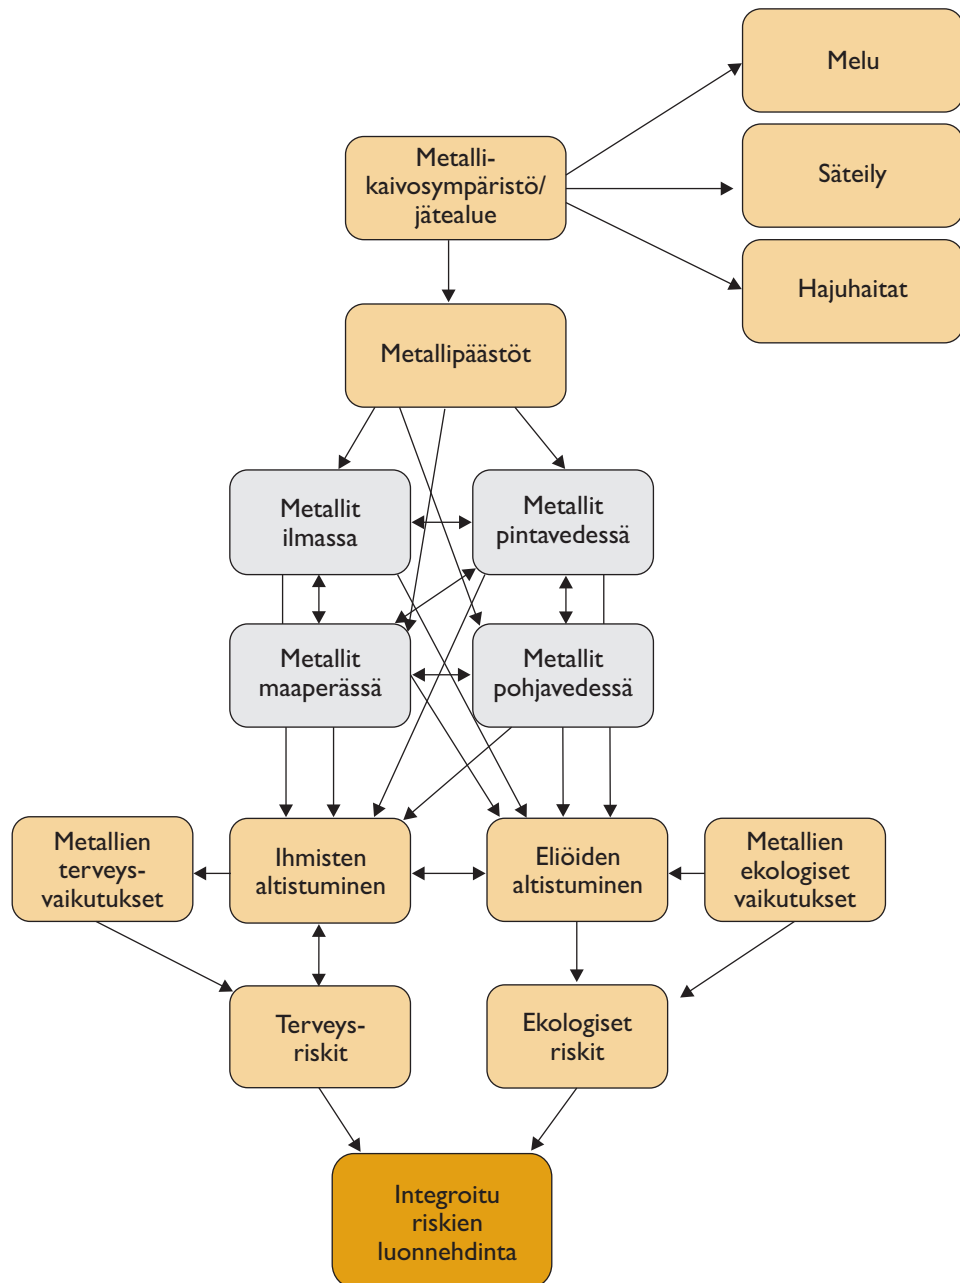 Melu
Metalli-
kaivosympäristö/
jätealue
Säteily
Hajuhaitat
Metallipäästöt
Metallit
ilmassa
Metallit
pintavedessä
Metallit
maaperässä
Metallit
pohjavedessä
Metallien
terveys-
vaikutukset
Ihmisten
altistuminen
Eliöiden
altistuminen
Metallien
ekologiset
vaikutukset
Terveys-
riskit
Ekologiset
riskit
Integroitu
riskien
luonnehdinta